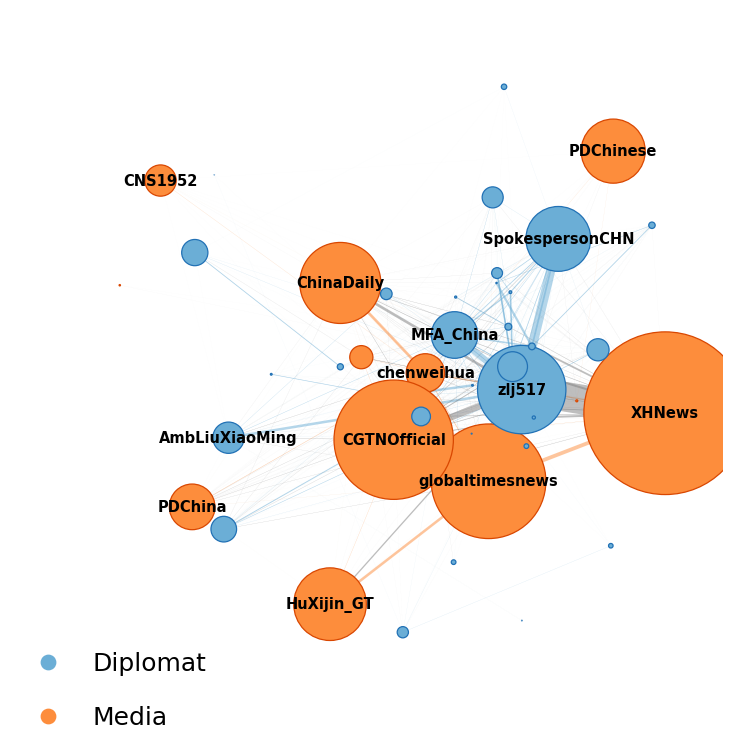 PDChinese
CNS1952
SpokespersonCHN
ChinaDaily
MFA_China
chenweihua
zlj517
XHNews
AmbLiuXiaoMing
CGTNOfficial
globaltimesnews
PDChina
HuXijin_GT
Diplomat
Media